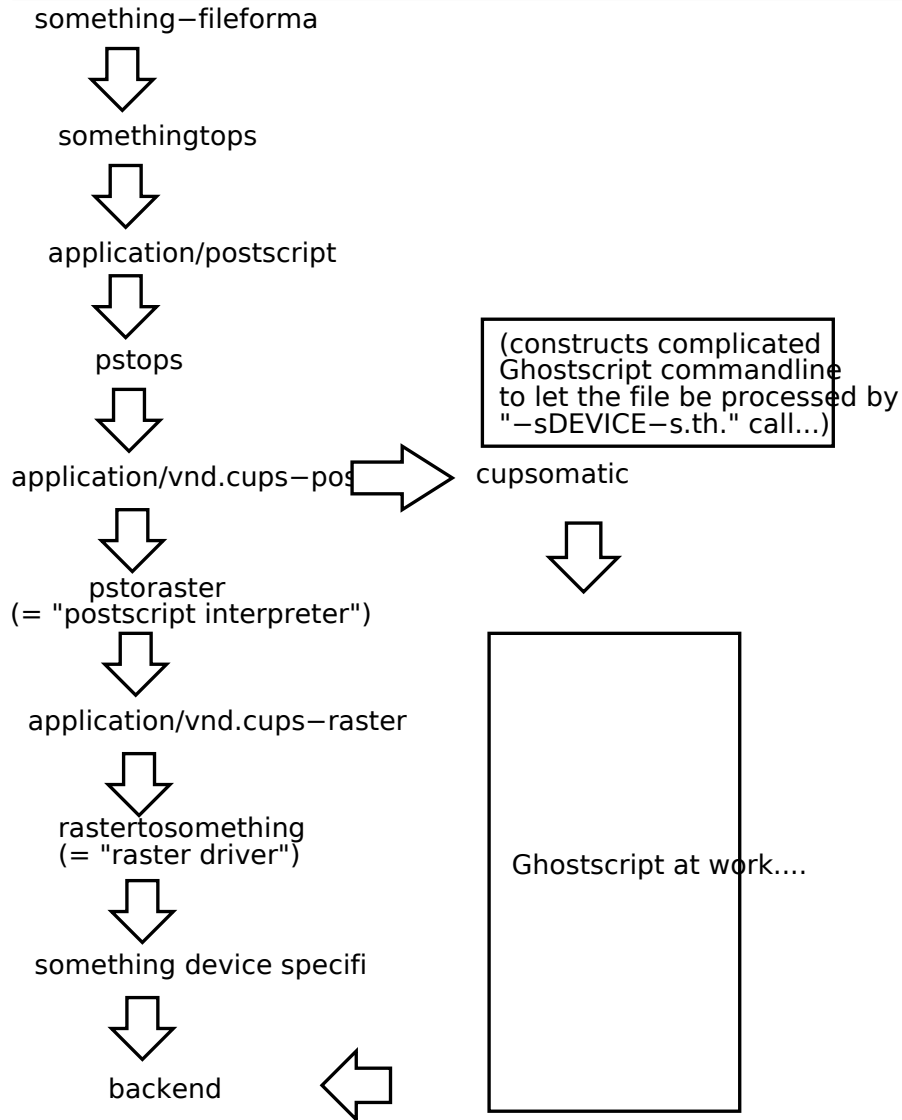 something−fileforma
somethingtops
application/postscript
pstops
(constructs complicated
Ghostscript commandline
to let the file be processed by
"−sDEVICE−s.th." call...)
application/vnd.cups−pos
cupsomatic
pstoraster
(= "postscript interpreter")
application/vnd.cups−raster
rastertosomething
(= "raster driver")
Ghostscript at work....
something device specifi
backend